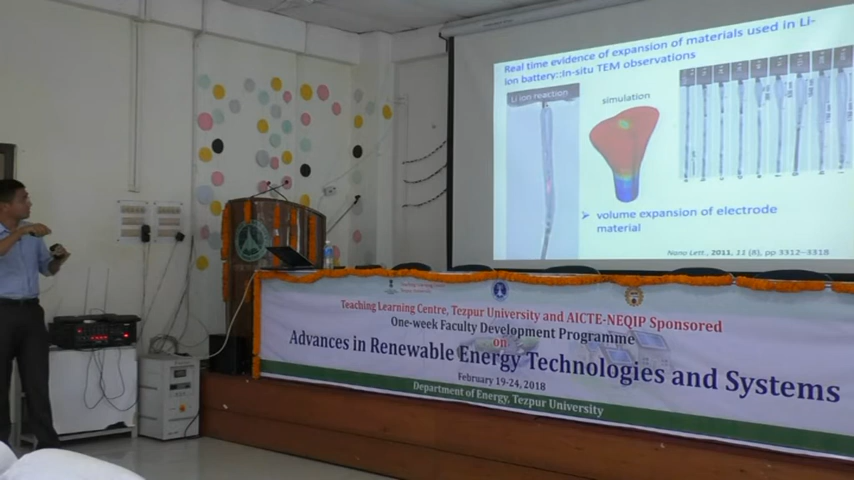 Real time evidence of expansion of materials used in Li-
Ion battery::In-situ TEM observations
Li ion reaction
simulation
➢ volume expansion of electrode
material
Nano Lett., 2011, 11 (8), pp 3312–3318
Teaching Learning Centre, Tezpur University and AICTE-NEQIP Sponsored
One-week Faculty Development Programme
on
Advances in Renewable Energy Technologies and Systems
February 19-24, 2018
Department of Energy, Tezpur University